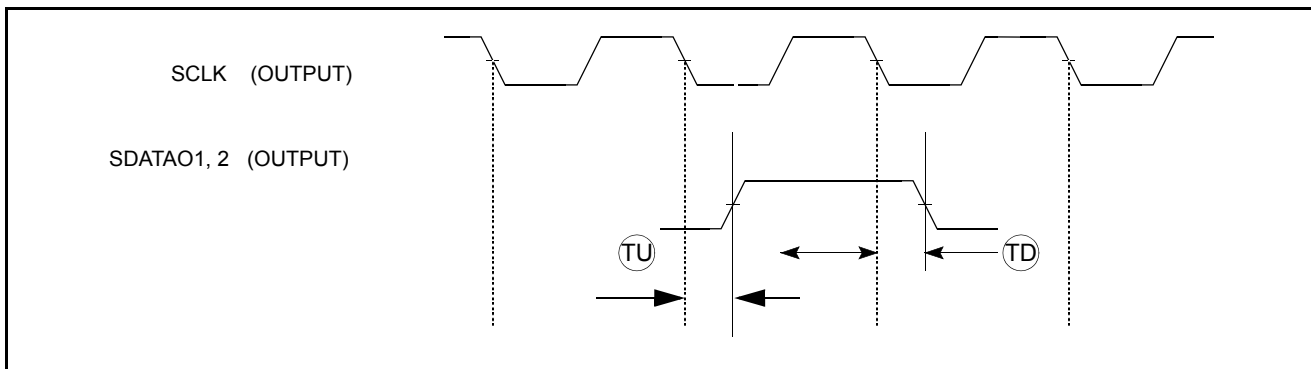 SCLK (OUTPUT)
SDATAO1, 2 (OUTPUT)
TU
TD